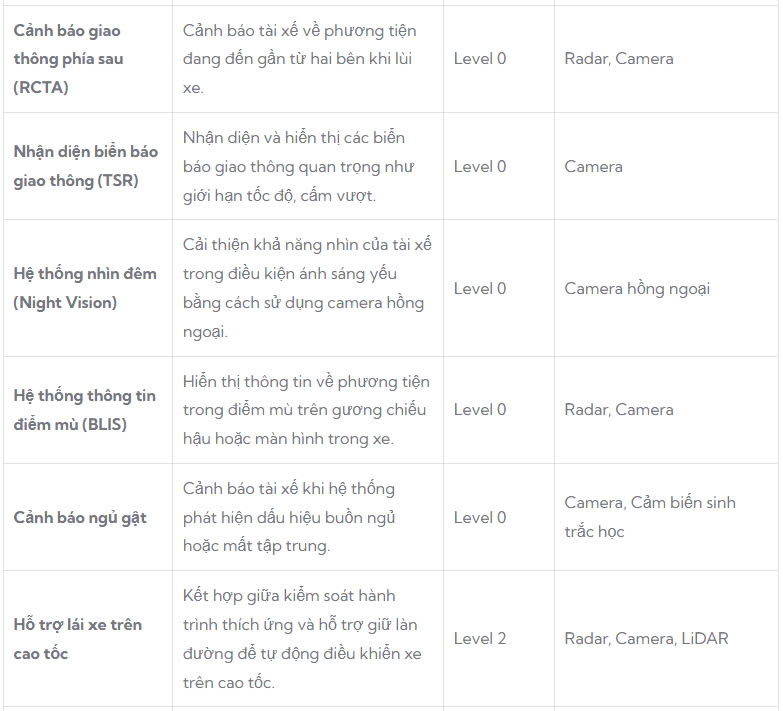 Cảnh báo giao
thông phía sau
(RCTA)
Cảnh báo tài xế về phương tiện
đang đến gần từ hai bên khi lùi
xe.
Level 0
Radar, Camera
Nhận diện biển báo
giao thông (TSR)
Nhận diện và hiển thị các biển
báo giao thông quan trọng như
giới hạn tốc độ, cấm vượt.
Level 0
Camera
Hệ thống nhìn đêm
(Night Vision)
Cải thiện khả năng nhìn của tài xế
trong điều kiện ánh sáng yếu
bằng cách sử dụng camera hồng
ngoại.
Level 0
Camera hồng ngoại
Hệ thống thông tin
điểm mù (BLIS)
Hiển thị thông tin về phương tiện
trong điểm mù trên gương chiếu
hậu hoặc màn hình trong xe.
Level 0
Radar, Camera
Cảnh báo ngủ gật
Cảnh báo tài xế khi hệ thống
phát hiện dấu hiệu buồn ngủ
hoặc mất tập trung.
Level 0
Camera, Cảm biến sinh
trắc học
Hỗ trợ lái xe trên
cao tốc
Kết hợp giữa kiểm soát hành
trình thích ứng và hỗ trợ giữ làn
đường để tự động điều khiển xe
trên cao tốc.
Level 2
Radar, Camera, LiDAR